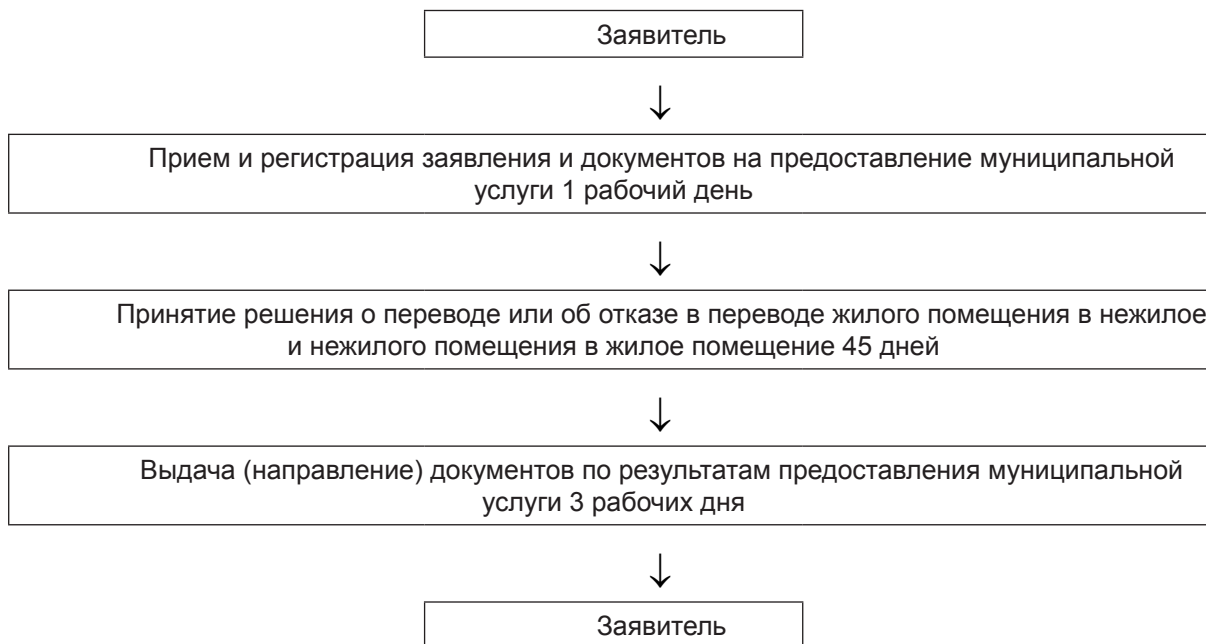 Заявитель
↓
Прием и регистрация заявления и документов на предоставление муниципальной
услуги 1 рабочий день
↓
Принятие решения о переводе или об отказе в переводе жилого помещения в нежилое
и нежилого помещения в жилое помещение 45 дней
↓
Выдача (направление) документов по результатам предоставления муниципальной
услуги 3 рабочих дня
↓
Заявитель